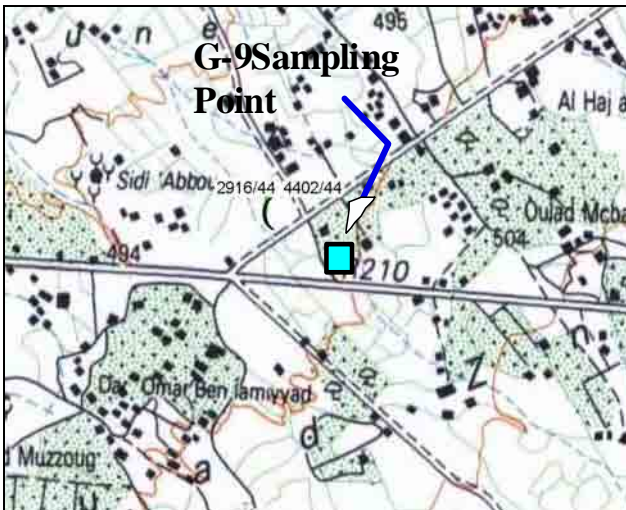 495
u n e
G-9Sampling
Point
Al Haj a
Sidi 'Abbou
2916/44 4402/44
Oulad Mcba
504
494
210
n
Z
Dar Omar Ben Iamiyyad
d
d Muzzoug
a
u